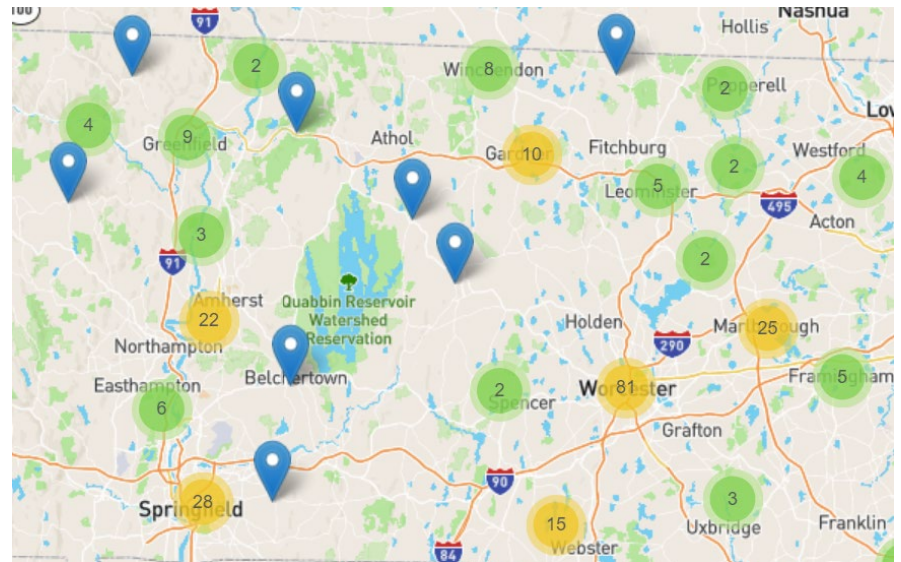 Nashua
91
Hollis
2
8
Winchendon
2
Pepperell
4
9
Greenfield
Athol
10
Gardner
Fitchburg
2
Westford
5
Leominster
4
495
Acton
3
91
2
Amherst
22
Quabbin Reservoir
Watershed
Reservation
Holden
290
25
Marlborough
Northampton
Belchertown
Easthampton
6
2
Spencer
81
Worcester
5
Framingham
Grafton
90
28
Springfield
15
Webster
3
Uxbridge
Franklin
84